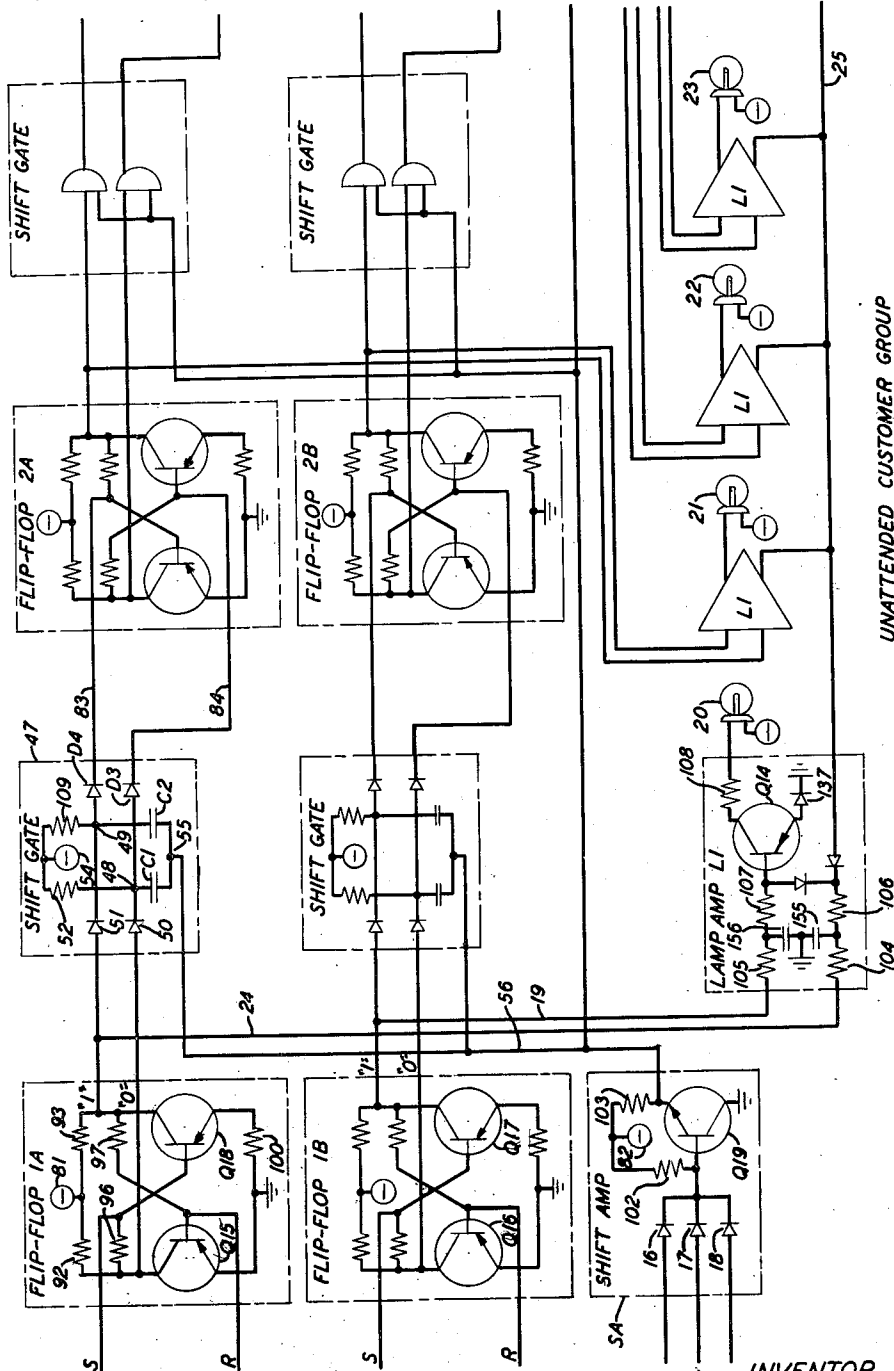 SHIFT GATE
SHIFT GATE
FLIP-FLOP 2A
FLIP-FLOP 2B
83
84
47
SHIFT GATE
D4
109
52
54
49
48
51
50
C1
C2
D3
55
SHIFT GATE
24
19
56
FLIP-FLOP 1A
81
92
93
96
97
"1"
"0"
Q15
Q18
100
S
R
FLIP-FLOP 1B
"1"
"0"
Q16
Q17
S
R
SHIFT AMP
SA
82
102
103
16
17
18
Q19
LAMP AMP L1
105
156
107
155
104
106
108
Q14
137
20
L1
21
L1
22
L1
23
25
UNATTENDED CUSTOMER GROUP
INVENTOR